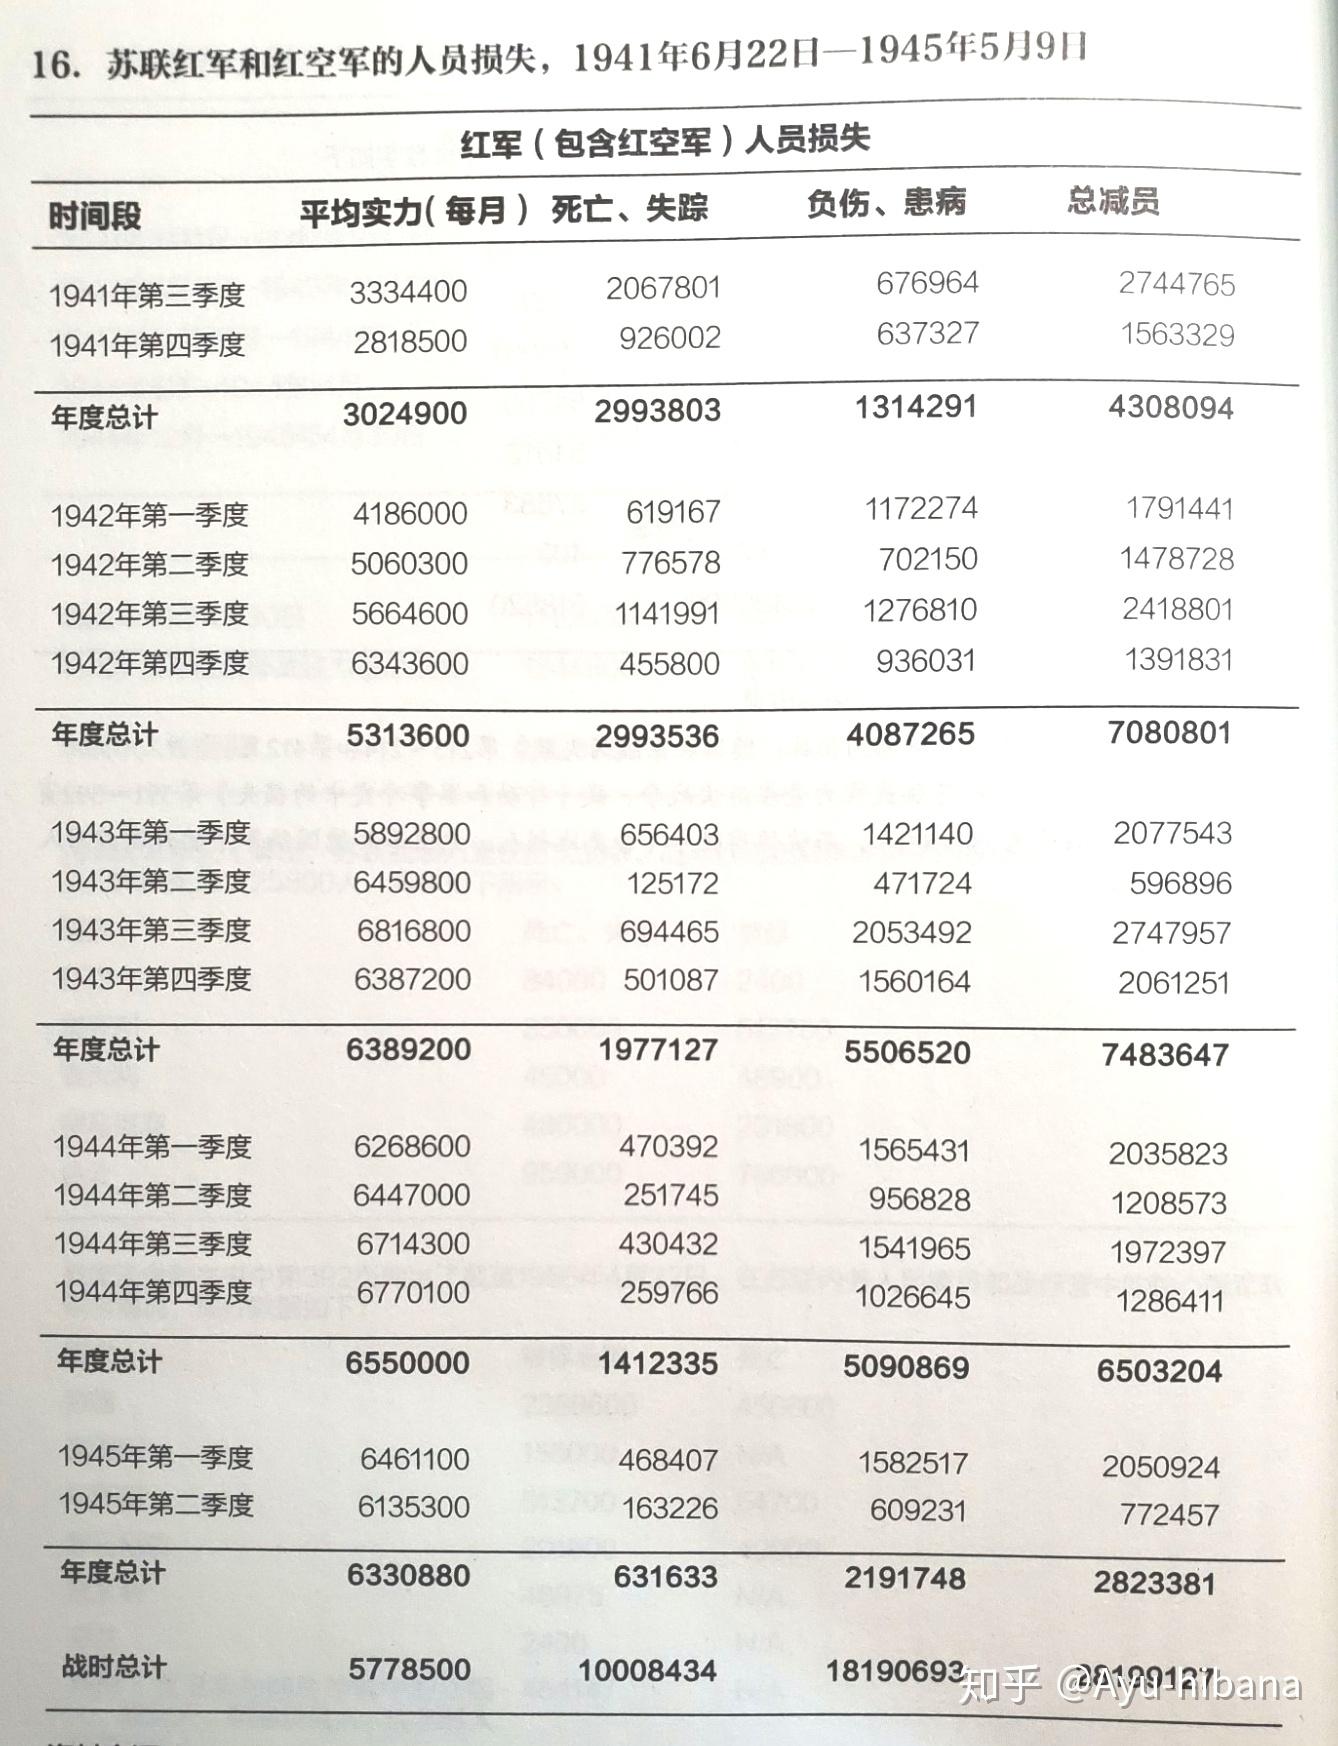 16. 苏联红军和红空军的人员损失，1941年6月22日—1945年5月9日
红军（包含红空军）人员损失
时间段 平均实力（每月） 死亡、失踪 负伤、患病 总减员
1941年第三季度 3334400 2067801 676964 2744765
1941年第四季度 2818500 926002 637327 1563329
年度总计 3024900 2993803 1314291 4308094
1942年第一季度 4186000 619167 1172274 1791441
1942年第二季度 5060300 776578 702150 1478728
1942年第三季度 5664600 1141991 1276810 2418801
1942年第四季度 6343600 455800 936031 1391831
年度总计 5313600 2993536 4087265 7080801
1943年第一季度 5892800 656403 1421140 2077543
1943年第二季度 6459800 125172 471724 596896
1943年第三季度 6816800 694465 2053492 2747957
1943年第四季度 6387200 501087 1560164 2061251
年度总计 6389200 1977127 5506520 7483647
1944年第一季度 6268600 470392 1565431 2035823
1944年第二季度 6447000 251745 956828 1208573
1944年第三季度 6714300 430432 1541965 1972397
1944年第四季度 6770100 259766 1026645 1286411
年度总计 6550000 1412335 5090869 6503204
1945年第一季度 6461100 468407 1582517 2050924
1945年第二季度 6135300 163226 609231 772457
年度总计 6330880 631633 2191748 2823381
战时总计 5778500 10008434 18190693 28199127
知乎 @Ayu hibana